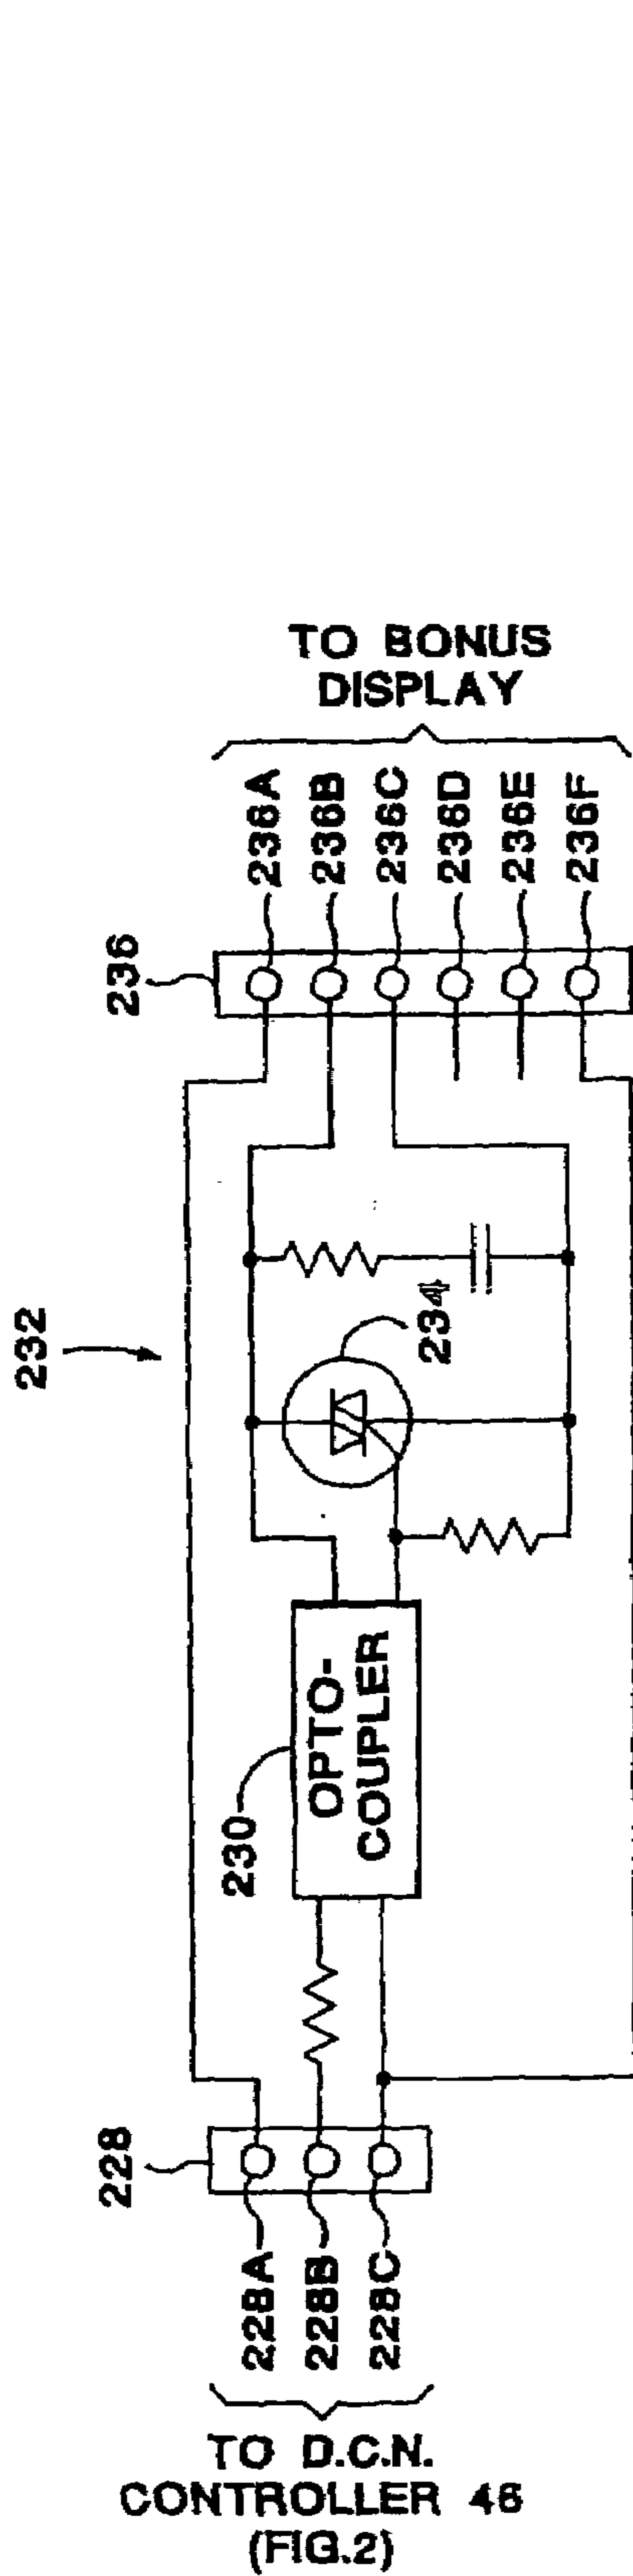 232
236
TO BONUS
DISPLAY
236A
236B
236C
236D
236E
236F
234
230
OPTO-
COUPLER
228
228A
228B
228C
TO D.C.N.
CONTROLLER 46
(FIG.2)